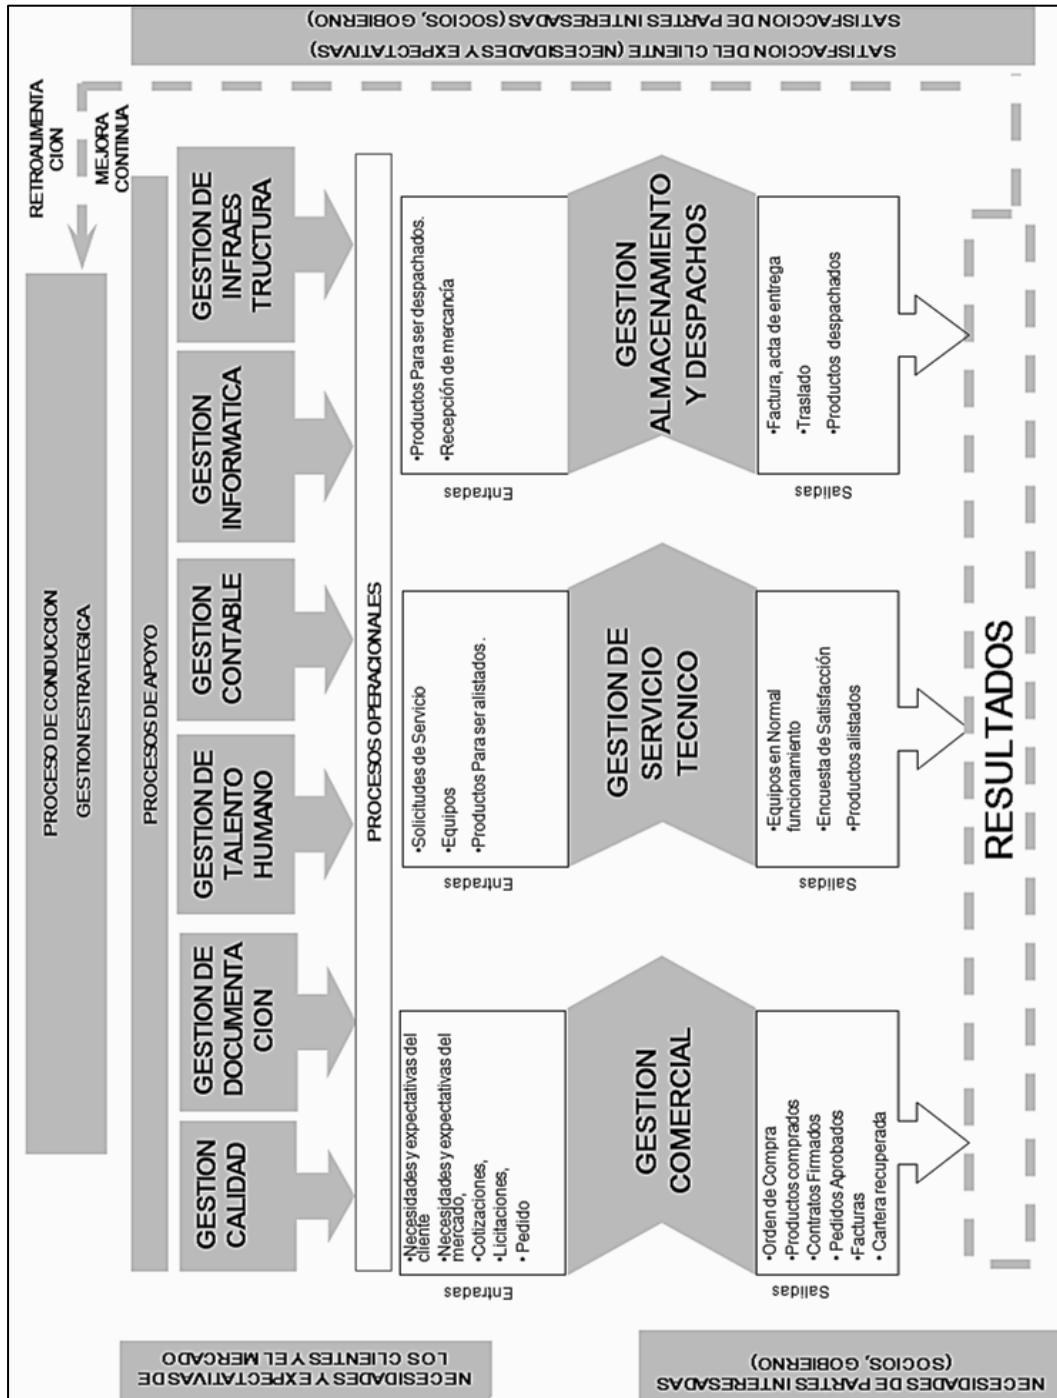 RETROALIMENTA
CION
MEJORA
CONTINUA
PROCESO DE CONDUCCION
GESTION ESTRATEGICA
PROCESOS DE APOYO
GESTION
CALIDAD
GESTION DE
DOCUMENTA
CION
GESTION DE
TALENTO
HUMANO
GESTION
CONTABLE
GESTION
INFORMATICA
GESTION DE
INFRAES
TRUCTURA
PROCESOS OPERACIONALES
NECESIDADES Y EXPECTATIVAS DE
LOS CLIENTES Y EL MERCADO
NECESIDADES DE PARTES INTERESADAS
(SOCIOS, GOBIERNO)
Entradas
•Necesidades y expectativas del
cliente
•Necesidades y expectativas del
mercado,
•Cotizaciones,
•Licitaciones,
• Pedido
GESTION
COMERCIAL
Salidas
•Orden de Compra
•Productos comprados
•Contratos Firmados
• Pedidos Aprobados
•Facturas
• Cartera recuperada
Entradas
•Solicitudes de Servicio
•Equipos
•Productos Para ser alistados .
GESTION DE
SERVICIO
TECNICO
Salidas
•Equipos en Normal
funcionamiento
•Encuesta de Satisfacción
•Productos alistados
Entradas
•Productos Para ser despachados.
•Recepción de mercancía
GESTION
ALMACENAMIENTO
Y DESPACHOS
Salidas
•Factura, acta de entrega
•Traslado
•Productos despachados
RESULTADOS
SATISFACCION DEL CLIENTE (NECESIDADES Y EXPECTATIVAS)
SATISFACCION DE PARTES INTERESADAS (SOCIOS, GOBIERNO)